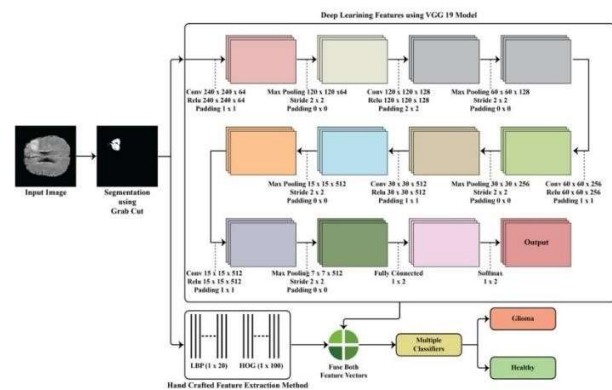 Deep Learining Features using VGG 19 Model
Conv 240 x 240 x 64
Relu 240 x 240 x 64
Padding 1 x 1
Max Pooling 120 x 120 x64
Stride 2 x 2
Padding 0 x 0
Conv 120 x 120 x 128
Relu 120 x 120 x 128
Padding 2 x 2
Max Pooling 60 x 60 x 128
Stride 2 x 2
Padding 0 x 0
Input Image
Segmentation
using
Grab Cut
Max Pooling 15 x 15 x 512
Stride 2 x 2
Padding 0 x 0
Conv 30 x 30 x 512
Relu 30 x 30 x 512
Padding 1 x 1
Max Pooling 30 x 30 x 256
Stride 2 x 2
Padding 0 x 0
Conv 60 x 60 x 256
Relu 60 x 60 x 256
Padding 1 x 1
Output
Conv 15 x 15 x 512
Relu 15 x 15 x 512
Padding 1 x 1
Max Pooling 7 x 7 x 512
Stride 2 x 2
Padding 0 x 0
Fully Connected
1 x 2
Softmax
1 x 2
LBP (1 x 20)
HOG (1 x 100)
Hand Crafted Feature Extraction Method
Fuse Both
Feature Vectors
Multiple
Classifiers
Glioma
Healthy